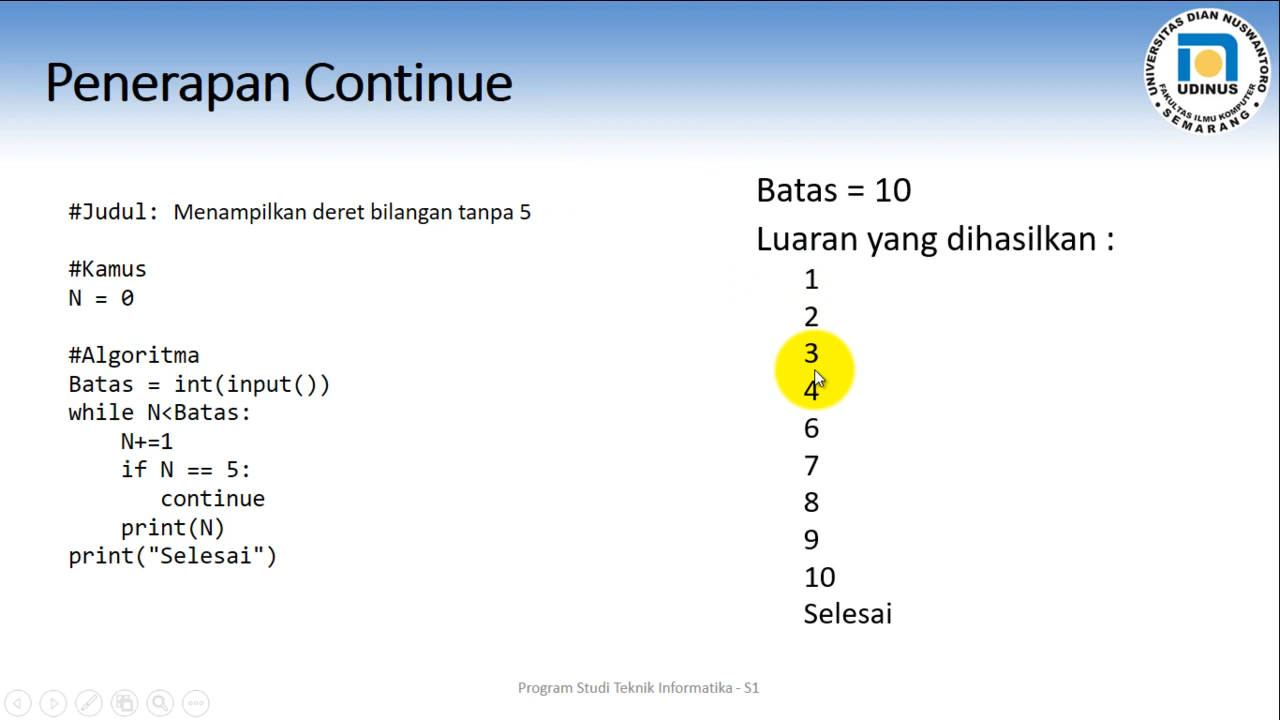 Penerapan Continue
UNIVERSITAS DIAN NUSWANTORO
UDINUS
FAKULTAS ILMU KOMPUTER
SEMARANG
#Judul: Menampilkan deret bilangan tanpa 5
#Kamus
N = 0
#Algoritma
Batas = int(input())
while N<Batas:
    N+=1
    if N == 5:
       continue
    print(N)
print("Selesai")
Batas = 10
Luaran yang dihasilkan :
1
2
3
4
6
7
8
9
10
Selesai
Program Studi Teknik Informatika - S1